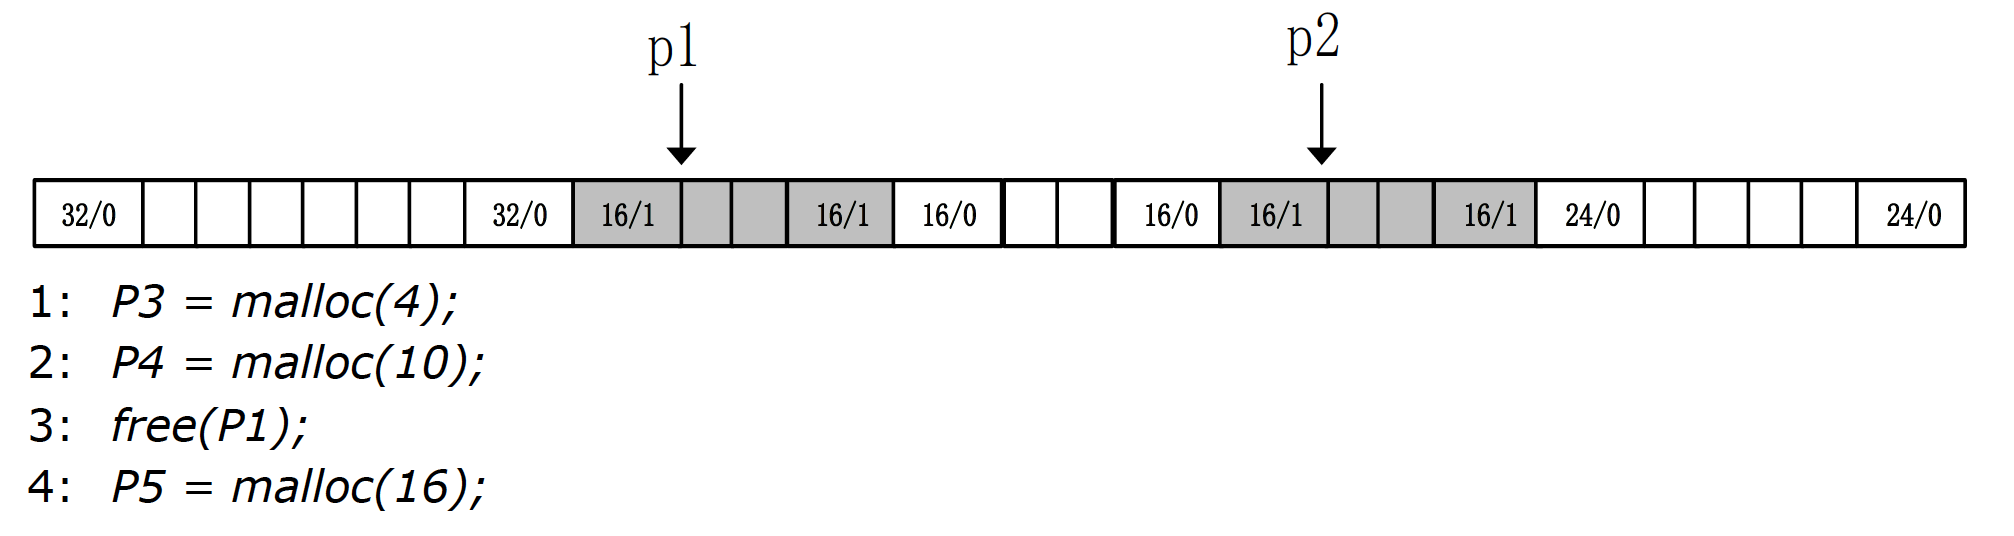 p1 p2
32/0 32/0 16/1 16/1 16/0 16/0 16/1 16/1 24/0 24/0
1: P3 = malloc(4);
2: P4 = malloc(10);
3: free(P1);
4: P5 = malloc(16);